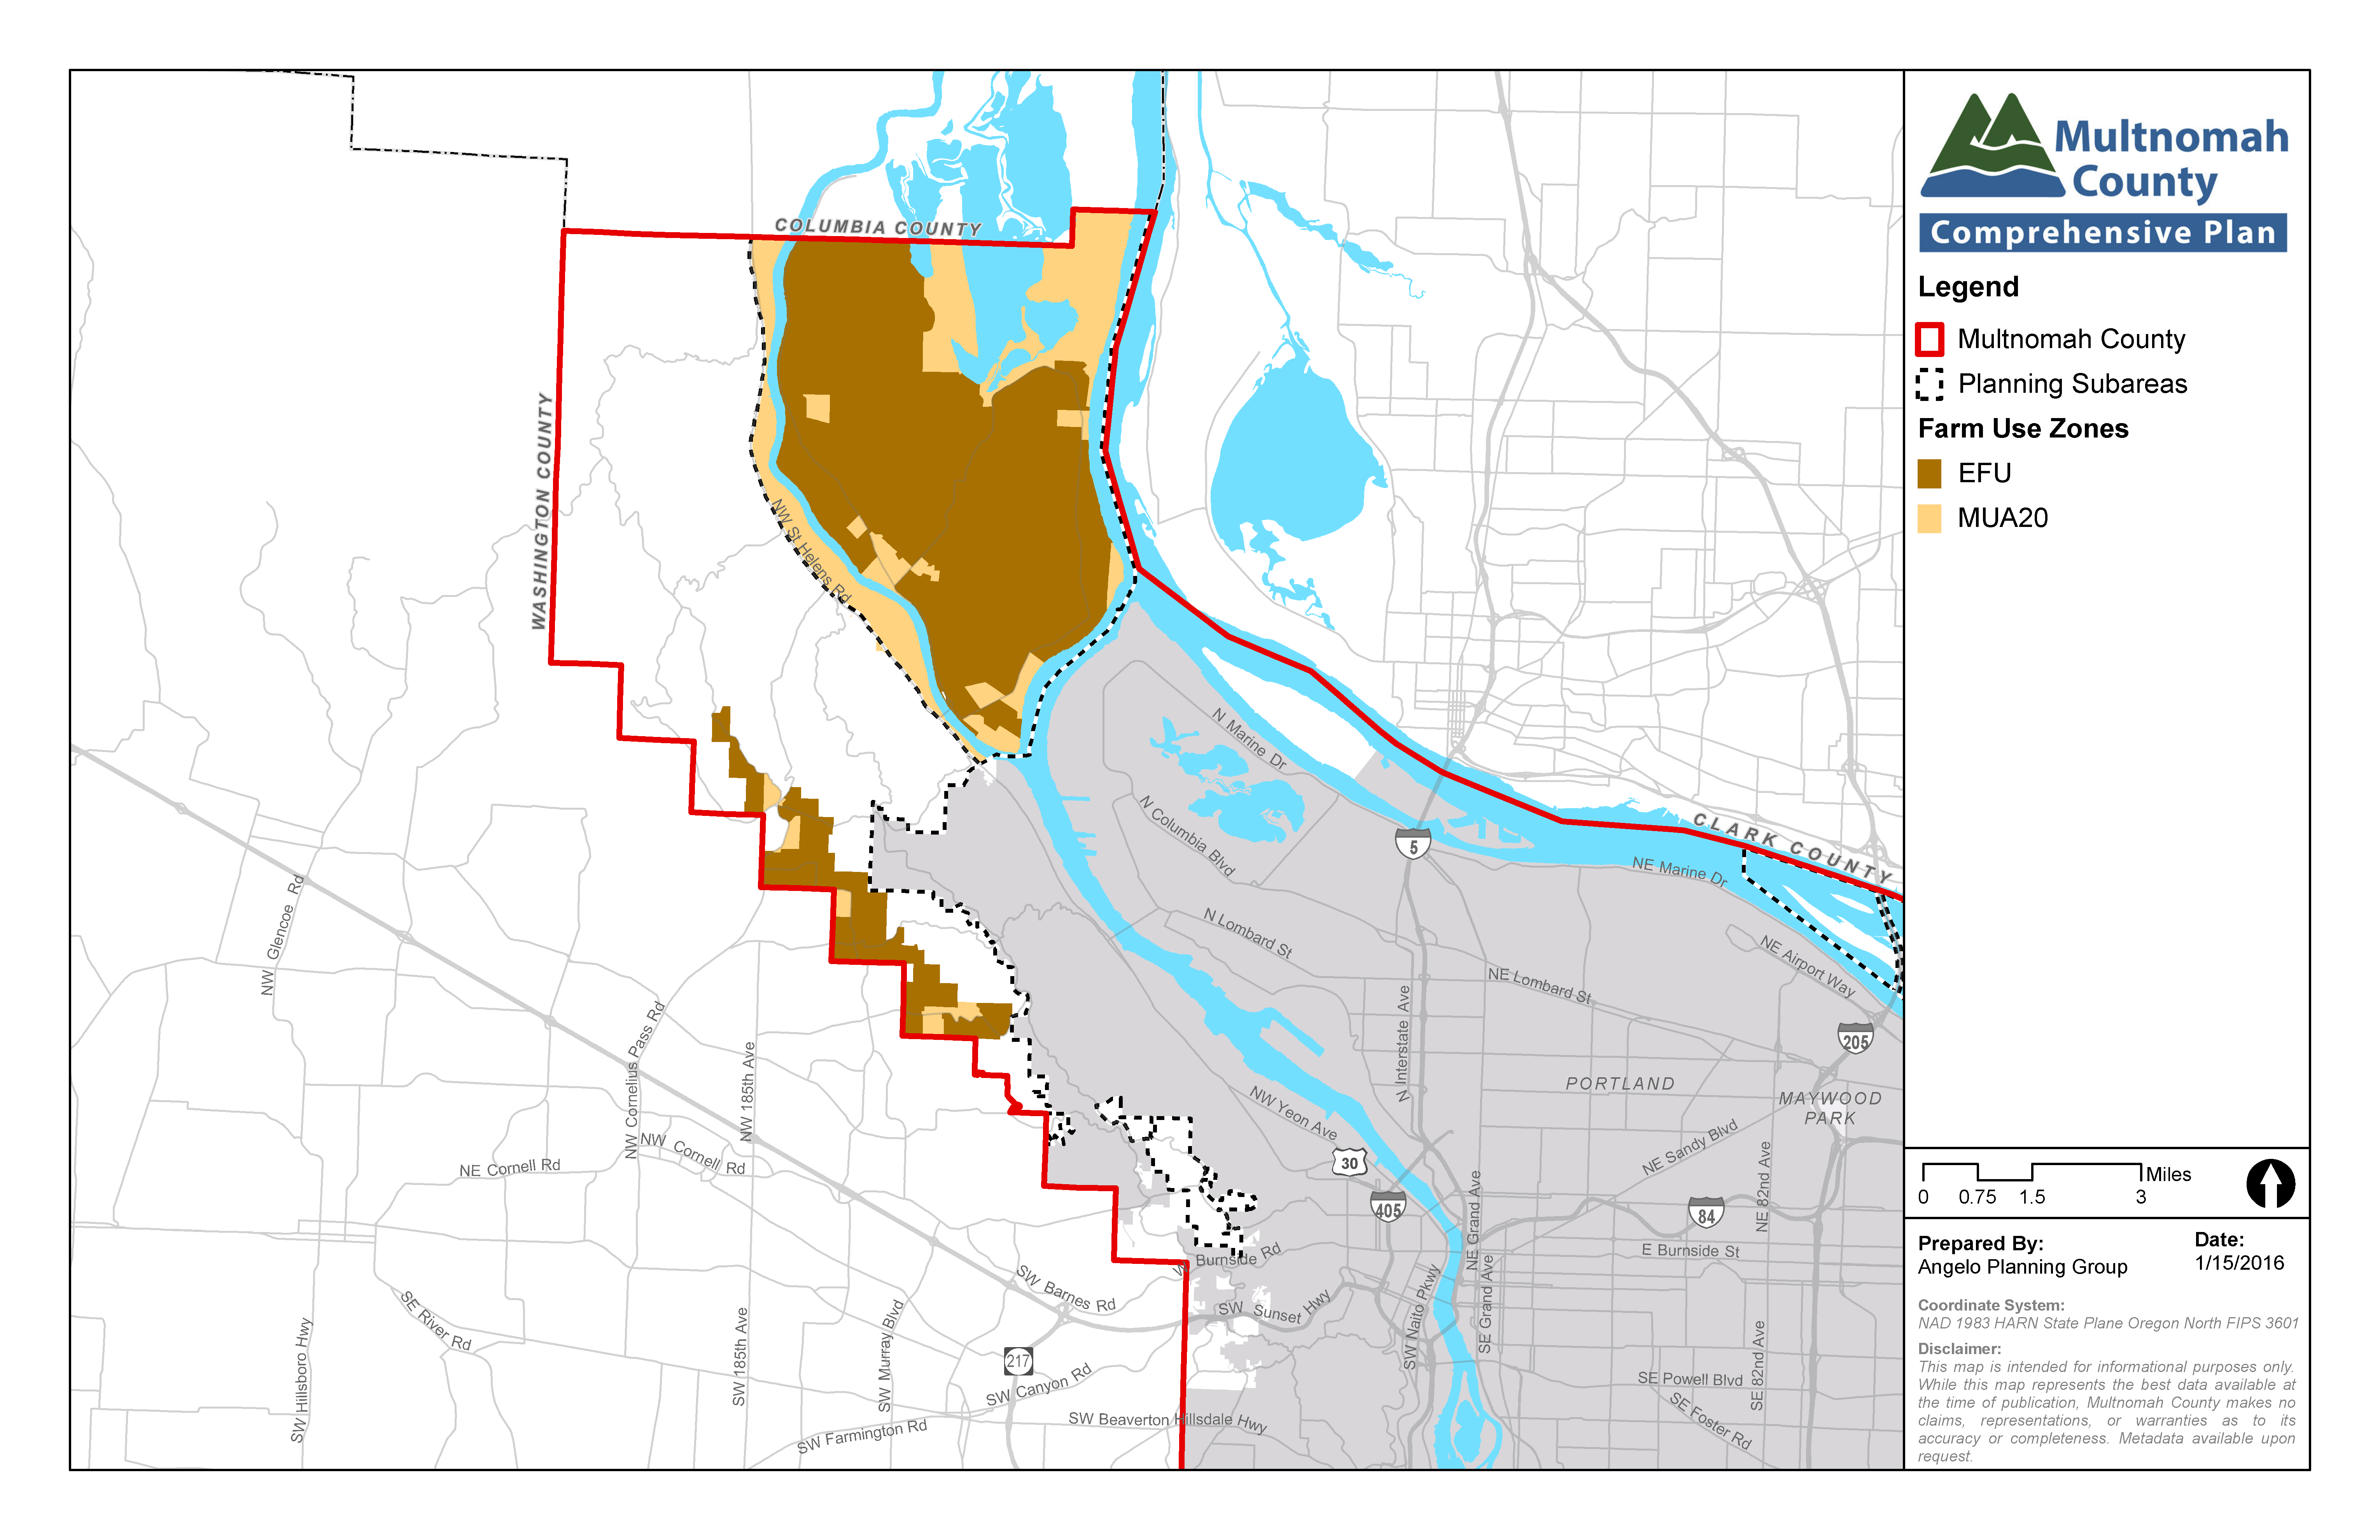 COLUMBIA COUNTY
WASHINGTON COUNTY
NW St Helens Rd
N Marine Dr
N Columbia Blvd
5
CLARK COUNTY
NE Marine Dr
N Lombard St
NE Lombard St
NE Airport Way
NW Glencoe Rd
NW Cornelius Pass Rd
NW 185th Ave
N Interstate Ave
205
PORTLAND
MAYWOOD
PARK
NW Yeon Ave
NE Sandy Blvd
NW Cornell Rd
NE Cornell Rd
30
405
84
NE Grand Ave
NE 82nd Ave
W Burnside Rd
E Burnside St
SW Barnes Rd
SW Sunset Hwy
SW Naito Pkwy
SE Grand Ave
SE River Rd
SW Hillsboro Hwy
SW 185th Ave
SW Murray Blvd
217
SW Canyon Rd
SE 82nd Ave
SE Powell Blvd
SE Foster Rd
SW Beaverton Hillsdale Hwy
SW Farmington Rd
Multnomah
County
Comprehensive Plan
Legend
Multnomah County
Planning Subareas
Farm Use Zones
EFU
MUA20
Miles
0 0.75 1.5 3
Prepared By:
Angelo Planning Group
Date:
1/15/2016
Coordinate System:
NAD 1983 HARN State Plane Oregon North FIPS 3601
Disclaimer:
This map is intended for informational purposes only.
While this map represents the best data available at
the time of publication, Multnomah County makes no
claims, representations, or warranties as to its
accuracy or completeness. Metadata available upon
request.